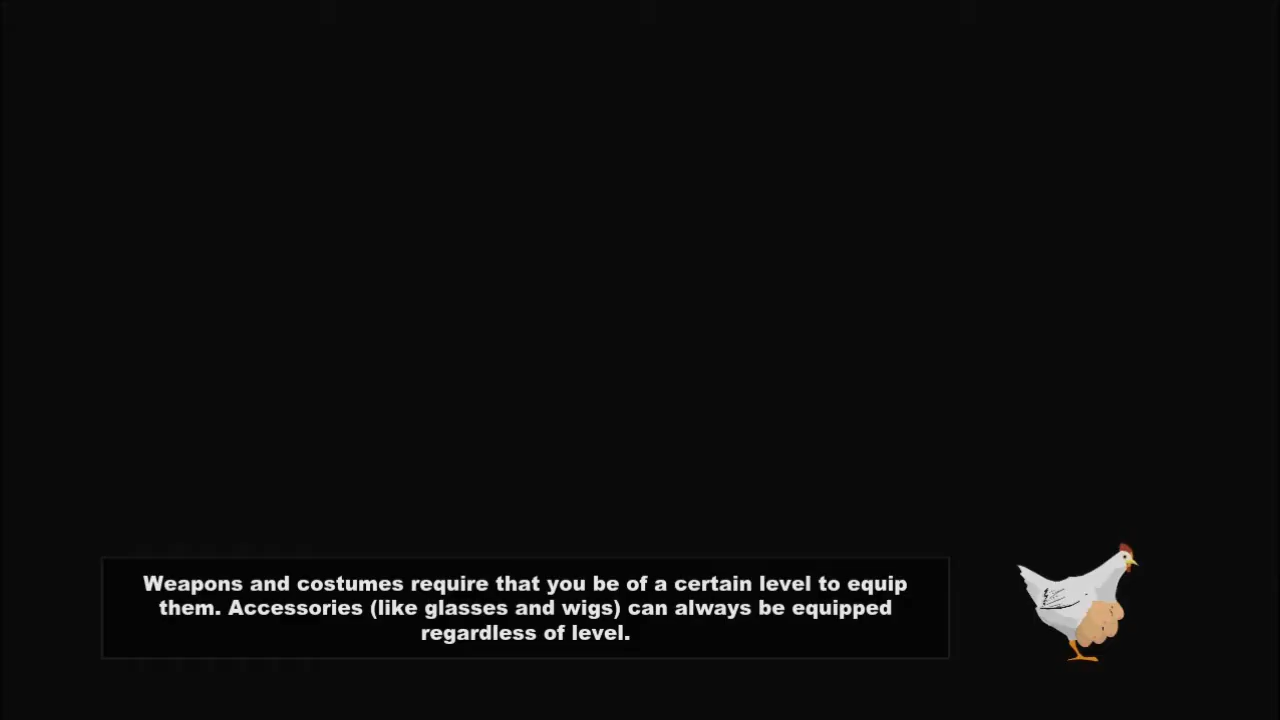 Weapons and costumes require that you be of a certain level to equip
them. Accessories (like glasses and wigs) can always be equipped
regardless of level.